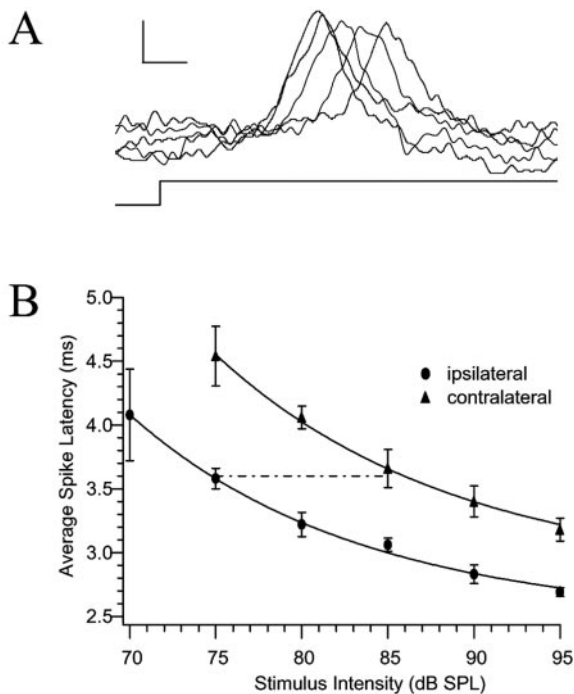 A
B
Average Spike Latency (ms)
5.0
4.5
4.0
3.5
3.0
2.5
ipsilateral
contralateral
70 75 80 85 90 95
Stimulus Intensity (dB SPL)